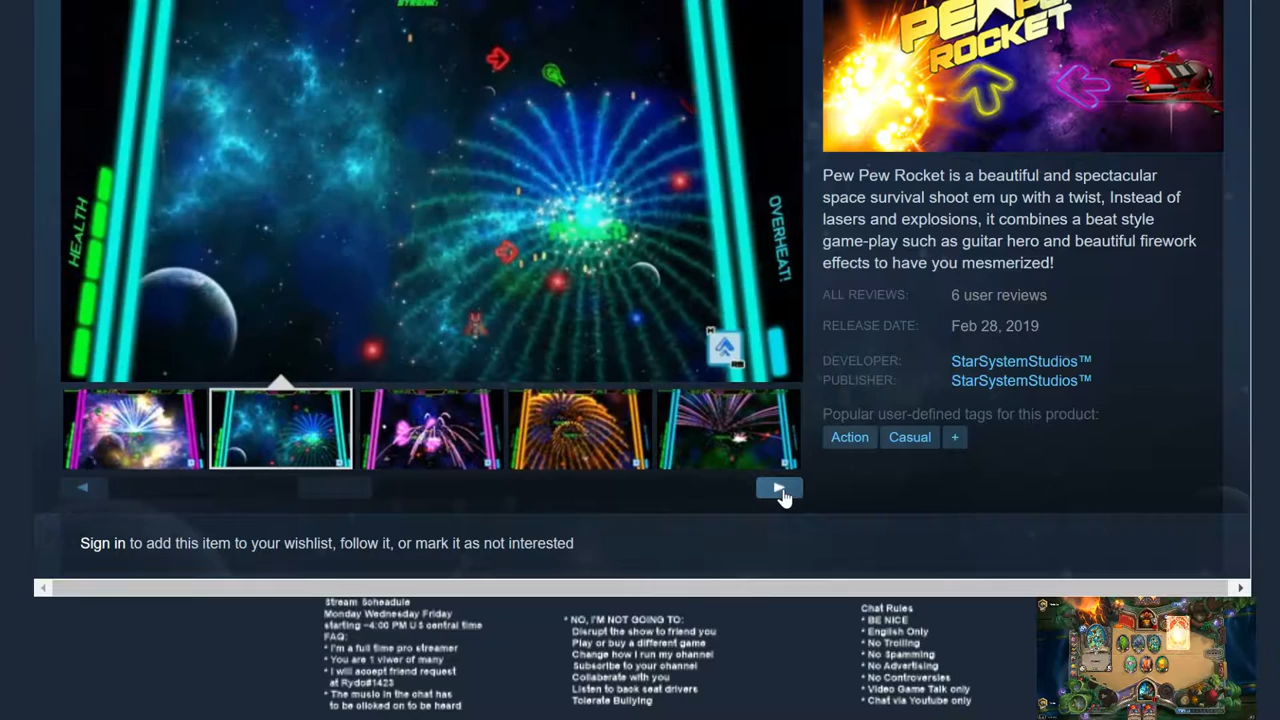 STREAK:
HEALTH
OVERHEAT!
ROCKET
Pew Pew Rocket is a beautiful and spectacular
space survival shoot em up with a twist, Instead of
lasers and explosions, it combines a beat style
game-play such as guitar hero and beautiful firework
effects to have you mesmerized!
ALL REVIEWS: 6 user reviews
RELEASE DATE: Feb 28, 2019
DEVELOPER: StarSystemStudios™
PUBLISHER: StarSystemStudios™
Popular user-defined tags for this product:
Action Casual +
Sign in to add this item to your wishlist, follow it, or mark it as not interested
Stream Scheadule
Monday Wednesday Friday
starting ~4:00 PM US central time
FAQ:
* I'm a full time pro streamer
* You are 1 viwer of many
* I will accept friend request
at Rydo#1423
* The music in the chat has
to be clicked on to be heard
* NO, I'M NOT GOING TO:
Disrupt the show to friend you
Play or buy a different game
Change how I run my channel
Subscribe to your channel
Collaberate with you
Listen to back seat drivers
Tolerate Bullying
Chat Rules
* BE NICE
* English Only
* No Trolling
* No Spamming
* No Advertising
* No Controversies
* Video Game Talk only
* Chat via Youtube only